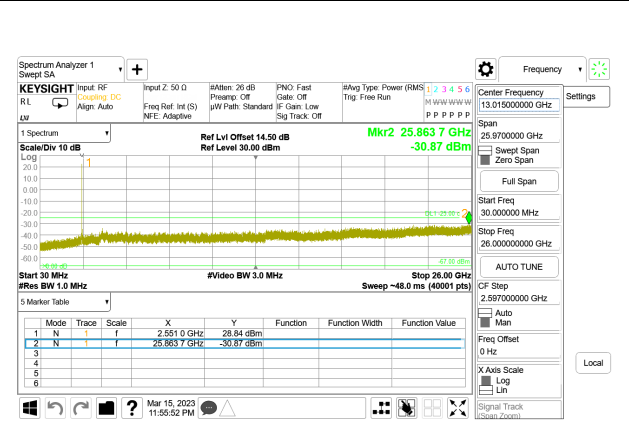 Spectrum Analyzer 1
Swept SA
Frequency
KEYSIGHT
Input: RF
Coupling: DC
Align: Auto
RL
Input Z: 50 Ω
Freq Ref: Int (S)
NFE: Adaptive
#Atten: 26 dB
Preamp: Off
µW Path: Standard
PNO: Fast
Gate: Off
IF Gain: Low
Sig Track: Off
#Avg Type: Power (RMS
Trig: Free Run
1 2 3 4 5 6
M W W W W W
P P P P P P
1 Spectrum
Scale/Div 10 dB
Ref Lvl Offset 14.50 dB
Ref Level 30.00 dBm
Mkr2 25.863 7 GHz
-30.87 dBm
Log
1
20.0
10.0
0.00
-10.0
-20.0
-30.0
-40.0
-50.0
-60.0
2
-67.00 dBm
Start 30 MHz
#Res BW 1.0 MHz
#Video BW 3.0 MHz
Stop 26.00 GHz
Sweep ~48.0 ms (40001 pts)
5 Marker Table
Mode Trace Scale X Y Function Function Width Function Value
1 N 1 f 2.551 0 GHz 28.84 dBm
2 N 1 f 25.863 7 GHz -30.87 dBm
3
4
5
6
Mar 15, 2023
11:55:52 PM
Center Frequency
13.015000000 GHz
Settings
Span
25.9700000 GHz
Swept Span
Zero Span
Full Span
Start Freq
30.000000 MHz
Stop Freq
26.000000000 GHz
AUTO TUNE
CF Step
2.597000000 GHz
Auto
Man
Freq Offset
0 Hz
X Axis Scale
Log
Lin
Local
Signal Track
(Span Zoom)